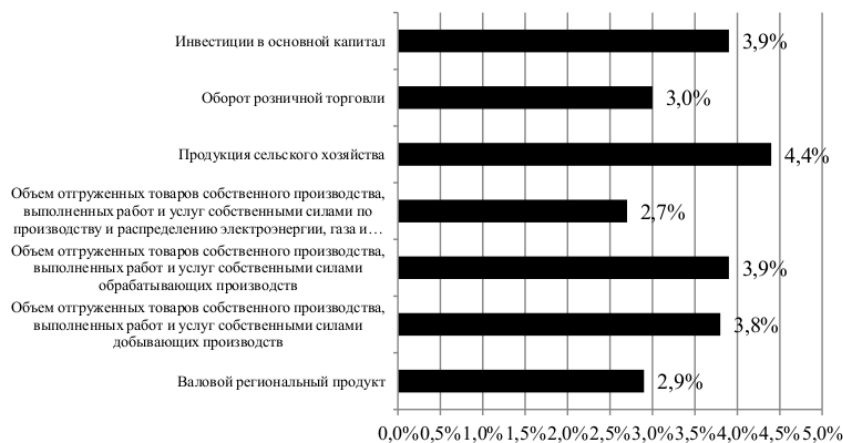 Инвестиции в основной капитал
3,9%
Оборот розничной торговли
3,0%
Продукция сельского хозяйства
4,4%
Объем отгруженных товаров собственного производства,
выполненных работ и услуг собственными силами по
производству и распределению электроэнергии, газа и…
2,7%
Объем отгруженных товаров собственного производства,
выполненных работ и услуг собственными силами
обрабатывающих производств
3,9%
Объем отгруженных товаров собственного производства,
выполненных работ и услуг собственными силами
добывающих производств
3,8%
Валовой региональный продукт
2,9%
0,0%0,5%1,0%1,5%2,0%2,5%3,0%3,5%4,0%4,5%5,0%